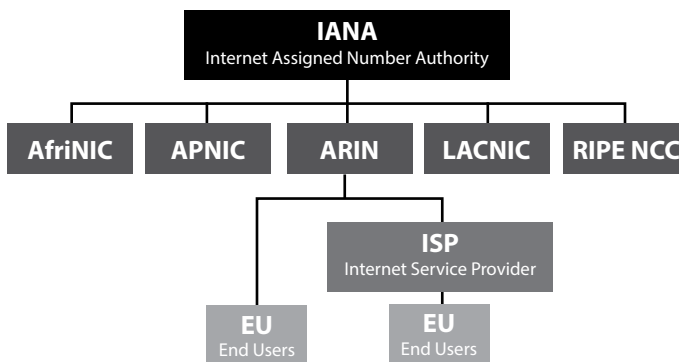 IANA
Internet Assigned Number Authority
AfriNIC APNIC ARIN LACNIC RIPE NCC
ISP
Internet Service Provider
EU
End Users
EU
End Users